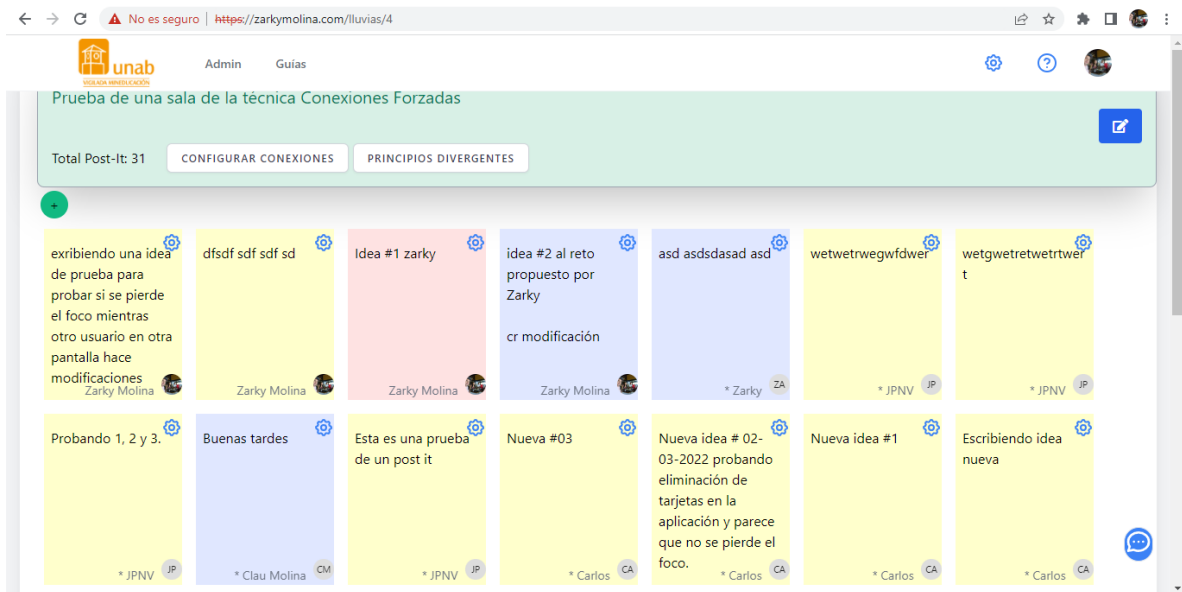 No es seguro | https://zarkymolina.com/lluvias/4
unab
VIGILADA MINEDUCACIÓN
Admin
Guías
Prueba de una sala de la técnica Conexiones Forzadas
Total Post-It: 31
CONFIGURAR CONEXIONES
PRINCIPIOS DIVERGENTES
+
exribiendo una idea
de prueba para
probar si se pierde
el foco mientras
otro usuario en otra
pantalla hace
modificaciones
Zarky Molina
dfsdf sdf sdf sd
Zarky Molina
Idea #1 zarky
Zarky Molina
idea #2 al reto
propuesto por
Zarky
cr modificación
Zarky Molina
asd asdsdasad asd
* Zarky
ZA
wetwetrwegwfdwer
* JPNV
JP
wetgwetretwetrtwer
t
* JPNV
JP
Probando 1, 2 y 3.
* JPNV
JP
Buenas tardes
* Clau Molina
CM
Esta es una prueba
de un post it
* JPNV
JP
Nueva #03
* Carlos
CA
Nueva idea # 02-
03-2022 probando
eliminación de
tarjetas en la
aplicación y parece
que no se pierde el
foco.
* Carlos
CA
Nueva idea #1
* Carlos
CA
Escribiendo idea
nueva
* Carlos
CA